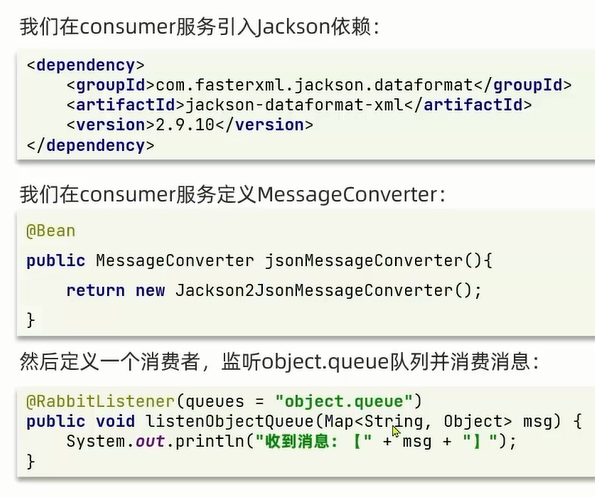 我们在consumer服务引入Jackson依赖：
<dependency>
    <groupId>com.fasterxml.jackson.dataformat</groupId>
    <artifactId>jackson-dataformat-xml</artifactId>
    <version>2.9.10</version>
</dependency>
我们在consumer服务定义MessageConverter：
@Bean
public MessageConverter jsonMessageConverter(){
    return new Jackson2JsonMessageConverter();
}
然后定义一个消费者，监听object.queue队列并消费消息：
@RabbitListener(queues = "object.queue")
public void listenObjectQueue(Map<String, Object> msg) {
    System.out.println("收到消息：【" + msg + "】");
}